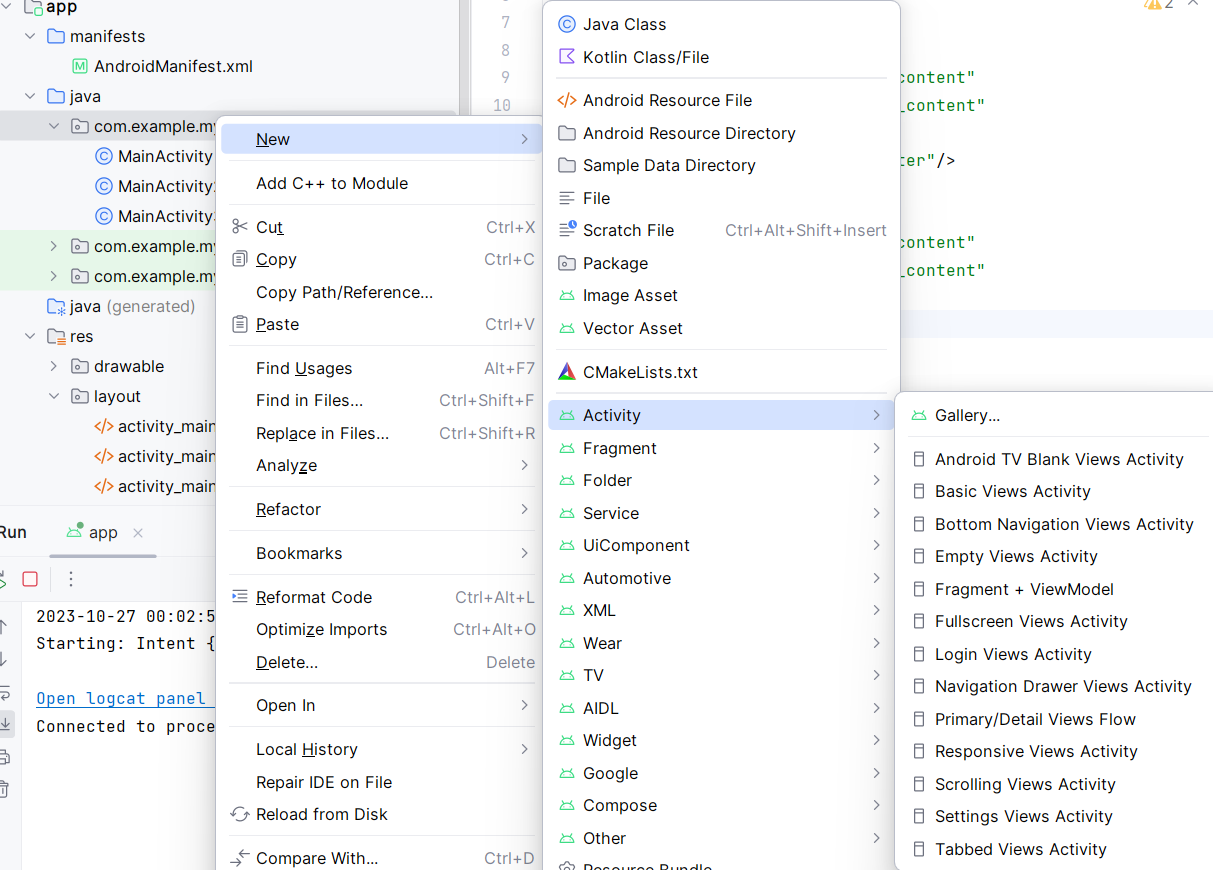 app
manifests
AndroidManifest.xml
java
com.example.my
MainActivity
MainActivity
MainActivity
com.example.my
com.example.my
java (generated)
res
drawable
layout
activity_main
activity_main
activity_main
Run
app
2023-10-27 00:02:5
Starting: Intent {
Open logcat panel
Connected to proce
New
Add C++ to Module
Cut Ctrl+X
Copy Ctrl+C
Copy Path/Reference...
Paste Ctrl+V
Find Usages Alt+F7
Find in Files... Ctrl+Shift+F
Replace in Files... Ctrl+Shift+R
Analyze
Refactor
Bookmarks
Reformat Code Ctrl+Alt+L
Optimize Imports Ctrl+Alt+O
Delete... Delete
Open In
Local History
Repair IDE on File
Reload from Disk
Compare With... Ctrl+D
7
8
9
10
Java Class
Kotlin Class/File
Android Resource File
Android Resource Directory
Sample Data Directory
File
Scratch File Ctrl+Alt+Shift+Insert
Package
Image Asset
Vector Asset
CMakeLists.txt
Activity
Fragment
Folder
Service
UiComponent
Automotive
XML
Wear
TV
AIDL
Widget
Google
Compose
Other
Resource Bundle
2
content"
_content"
ter"/>
content"
_content"
Gallery...
Android TV Blank Views Activity
Basic Views Activity
Bottom Navigation Views Activity
Empty Views Activity
Fragment + ViewModel
Fullscreen Views Activity
Login Views Activity
Navigation Drawer Views Activity
Primary/Detail Views Flow
Responsive Views Activity
Scrolling Views Activity
Settings Views Activity
Tabbed Views Activity